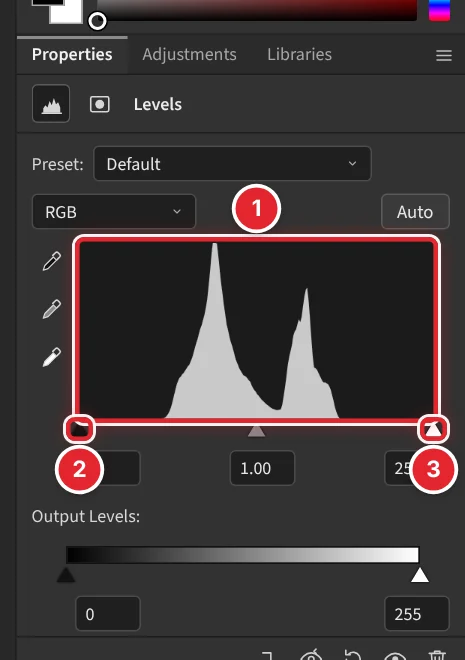 Properties Adjustments Libraries
Levels
Preset: Default
1
RGB Auto
2 1.00 3
Output Levels:
0 255